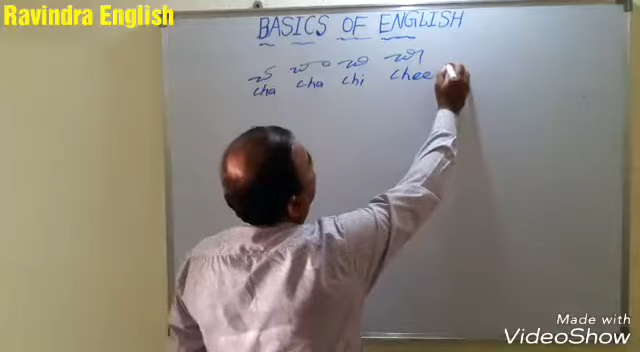 Ravindra English
BASICS OF ENGLISH
cha cha chi chee
Made with
VideoShow